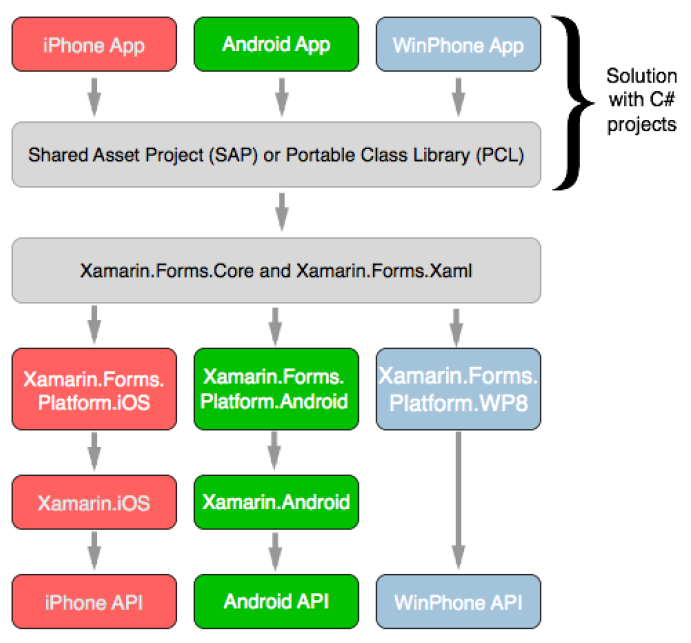 iPhone App
Android App
WinPhone App
Solution
with C#
projects
Shared Asset Project (SAP) or Portable Class Library (PCL)
Xamarin.Forms.Core and Xamarin.Forms.Xaml
Xamarin.Forms.
Platform.iOS
Xamarin.Forms.
Platform.Android
Xamarin.Forms.
Platform.WP8
Xamarin.iOS
Xamarin.Android
iPhone API
Android API
WinPhone API